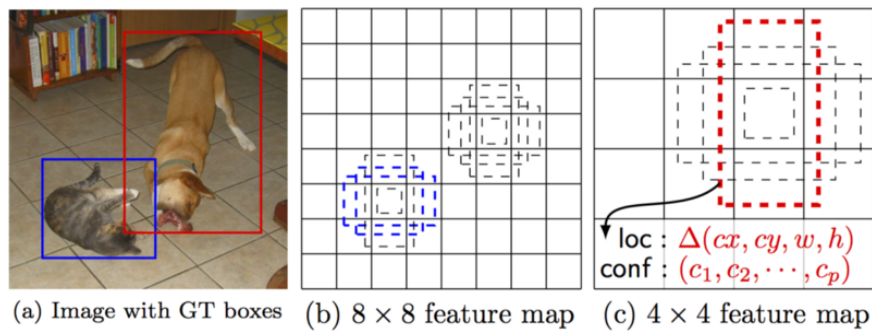 loc : Δ(cx, cy, w, h)
conf : (c₁, c₂, ⋯, cₚ)
(a) Image with GT boxes
(b) 8 × 8 feature map
(c) 4 × 4 feature map